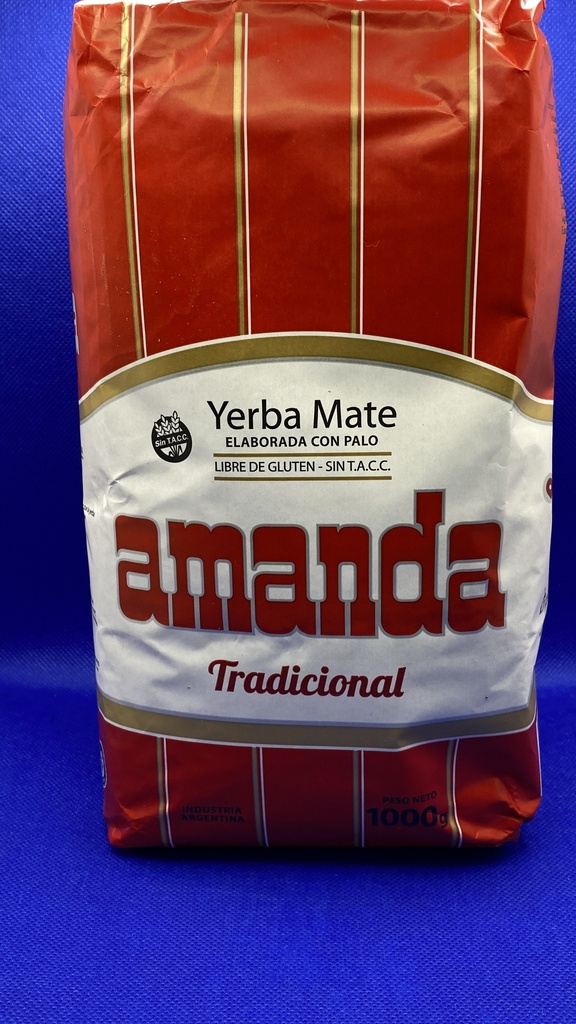 Yerba Mate
ELABORADA CON PALO
Sin T.A.C.C.
LIBRE DE GLUTEN - SIN T.A.C.C.
amanda
Tradicional
INDUSTRIA
ARGENTINA
PESO NETO
1000g